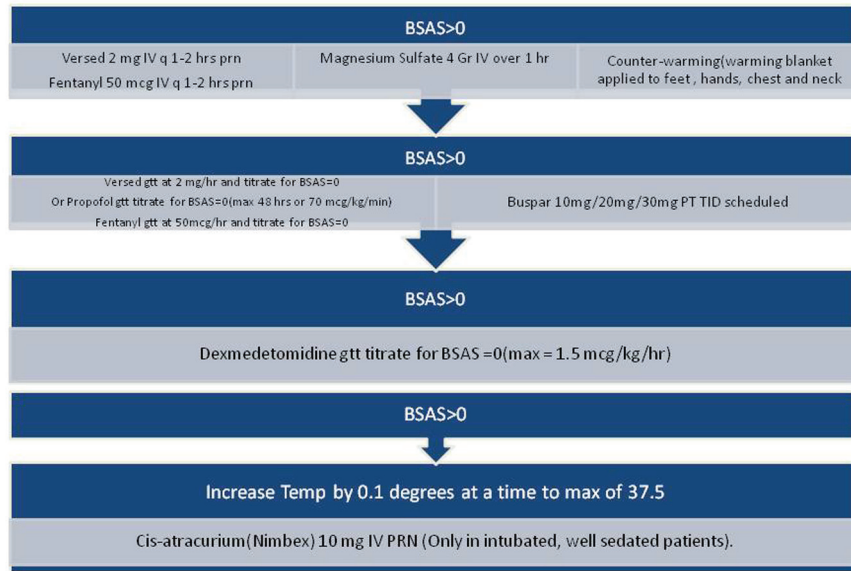 BSAS>0
Versed 2 mg IV q 1-2 hrs prn
Fentanyl 50 mcg IV q 1-2 hrs prn
Magnesium Sulfate 4 Gr IV over 1 hr
Counter-warming(warming blanket
applied to feet , hands, chest and neck
BSAS>0
Versed gtt at 2 mg/hr and titrate for BSAS=0
Or Propofol gtt titrate for BSAS=0(max 48 hrs or 70 mcg/kg/min)
Fentanyl gtt at 50mcg/hr and titrate for BSAS=0
Buspar 10mg/20mg/30mg PT TID scheduled
BSAS>0
Dexmedetomidine gtt titrate for BSAS =0(max = 1.5 mcg/kg/hr)
BSAS>0
Increase Temp by 0.1 degrees at a time to max of 37.5
Cis-atracurium(Nimbex) 10 mg IV PRN (Only in intubated, well sedated patients).